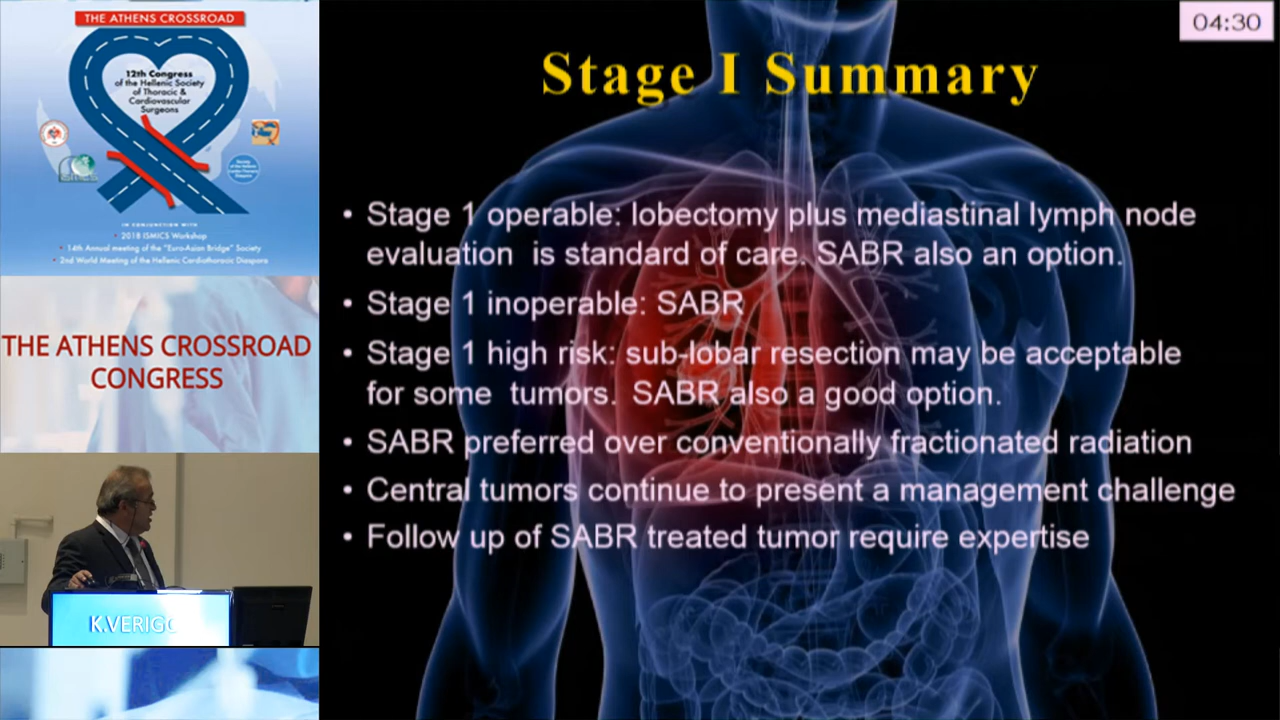 THE ATHENS CROSSROAD
12th Congress
of the Hellenic Society
of Thoracic &
Cardiovascular
Surgeons
IN CONJUNCTION WITH
• 2018 ISMICS Workshop
• 14th Annual meeting of the "Euro-Asian Bridge" Society
• 2nd World Meeting of the Hellenic Cardiothoracic Diaspora
THE ATHENS CROSSROAD
CONGRESS
K.VERIGO
04:30
Stage I Summary
• Stage 1 operable: lobectomy plus mediastinal lymph node
evaluation is standard of care. SABR also an option.
• Stage 1 inoperable: SABR
• Stage 1 high risk: sub-lobar resection may be acceptable
for some tumors. SABR also a good option.
• SABR preferred over conventionally fractionated radiation
• Central tumors continue to present a management challenge
• Follow up of SABR treated tumor require expertise